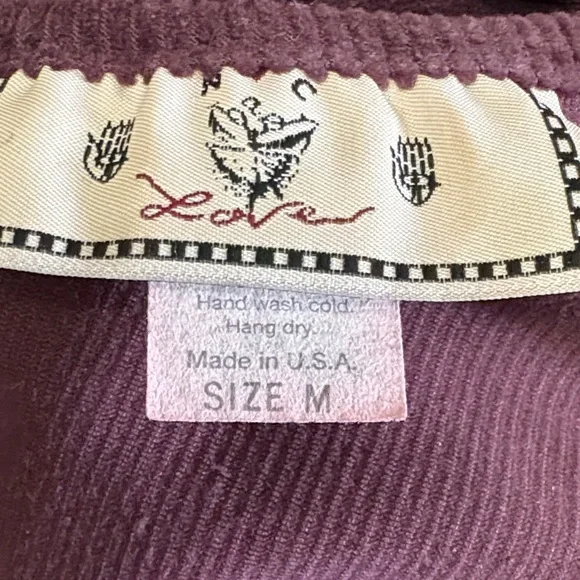 N C
Love
Hand wash cold.
Hang dry.
Made in U.S.A.
SIZE M